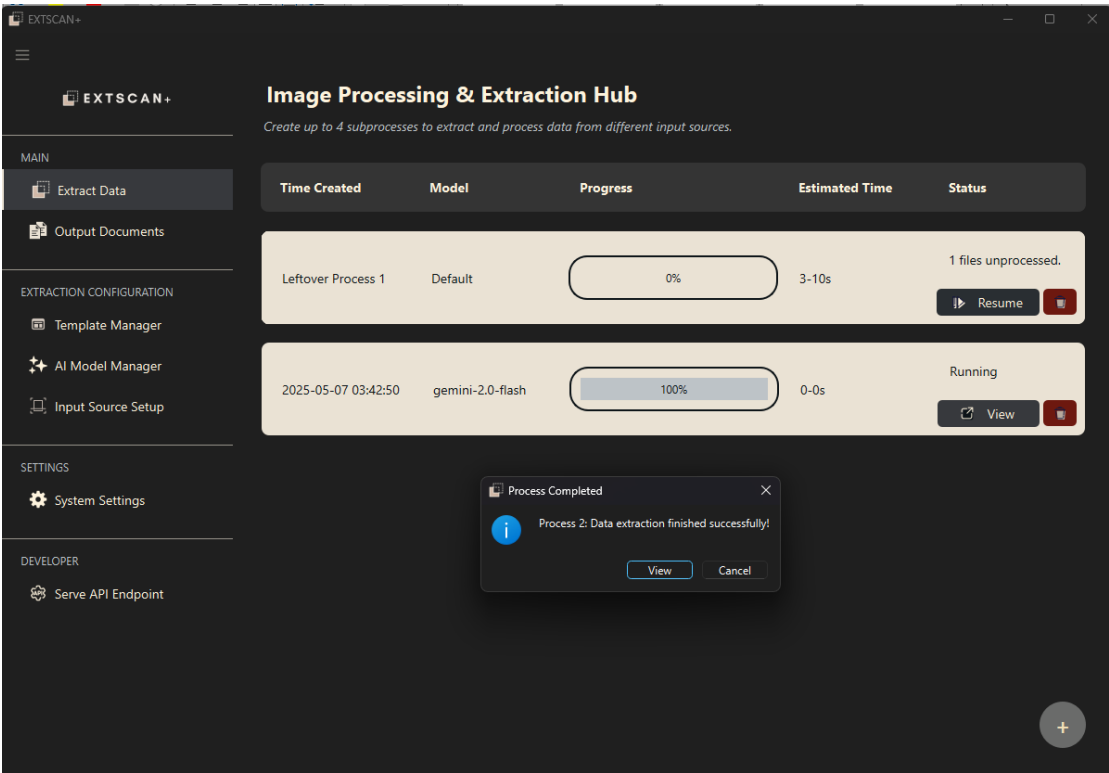 EXTSCAN+
EXTSCAN+
MAIN
Extract Data
Output Documents
EXTRACTION CONFIGURATION
Template Manager
AI Model Manager
Input Source Setup
SETTINGS
System Settings
DEVELOPER
Serve API Endpoint
Image Processing & Extraction Hub
Create up to 4 subprocesses to extract and process data from different input sources.
Time Created Model Progress Estimated Time Status
Leftover Process 1 Default 0% 3-10s
1 files unprocessed.
Resume
2025-05-07 03:42:50 gemini-2.0-flash 100% 0-0s
Running
View
Process Completed
Process 2: Data extraction finished successfully!
View Cancel
+